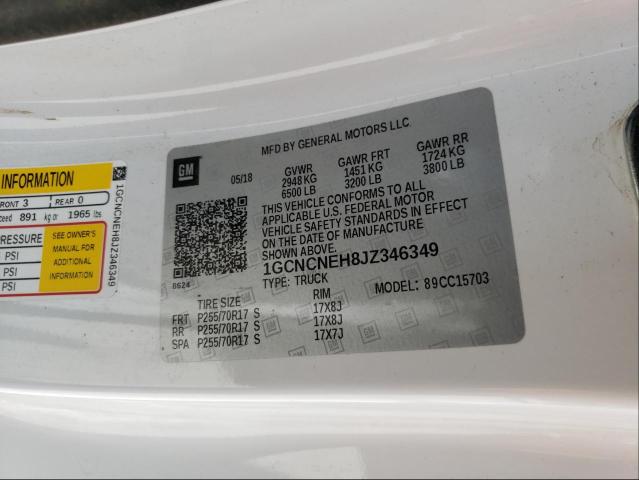 INFORMATION
FRONT 3 REAR 0
891 kg or 1965 lbs
PRESSURE
PSI
PSI
PSI
SEE OWNER'S
MANUAL FOR
ADDITIONAL
INFORMATION
1GCNCNEH8JZ346349
GM
MFD BY GENERAL MOTORS LLC
05/18
GVWR
2948 KG
6500 LB
GAWR FRT
1451 KG
3200 LB
GAWR RR
1724 KG
3800 LB
THIS VEHICLE CONFORMS TO ALL
APPLICABLE U.S. FEDERAL MOTOR
VEHICLE SAFETY STANDARDS IN EFFECT
ON THE DATE OF MANUFACTURE
SHOWN ABOVE.
1GCNCNEH8JZ346349
TYPE: TRUCK MODEL: 89CC15703
8624
TIRE SIZE RIM
FRT P255/70R17 S 17X8J
RR P255/70R17 S 17X8J
SPA P255/70R17 S 17X7J